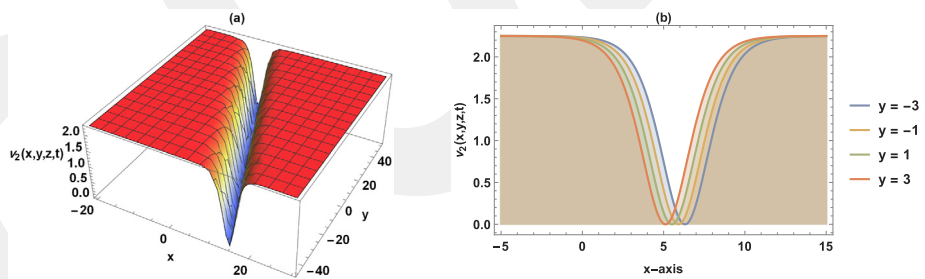 (a)
2.0
1.5
1.0
0.5
0.0
v₂(x,y,z,t)
−20
0
20
x
40
20
0
−20
−40
y
(b)
2.0
1.5
1.0
0.5
0.0
v₂(x,y,z,t)
−5
0
5
10
15
x−axis
y = −3
y = −1
y = 1
y = 3